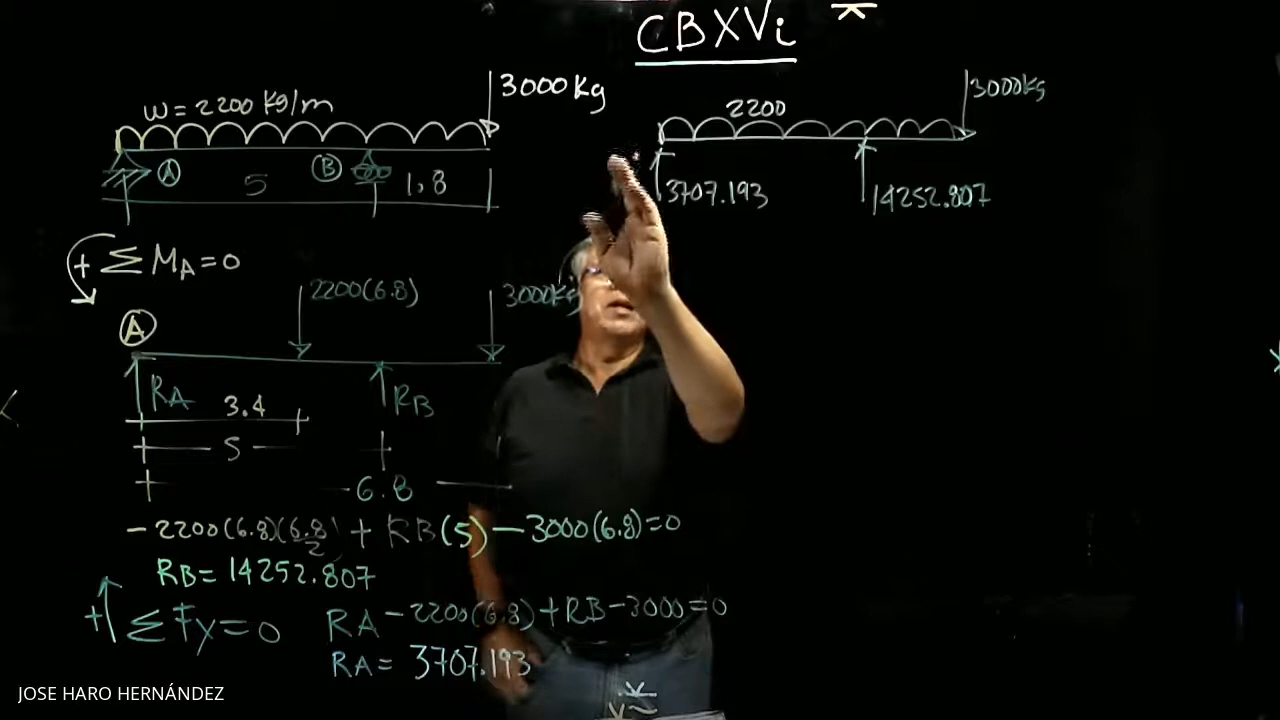 CBXVi
w = 2200 Kg/m
3000 Kg
A
B
5
1,8
2200
3000Kg
3707.193
14252.807
+ Σ MA = 0
2200(6.8)
3000Kg
A
RA
RB
3.4
5
6.8
-2200(6.8)(6.8/2) + RB(5) - 3000(6.8) = 0
RB = 14252.807
+ Σ Fy = 0
RA - 2200(6.8) + RB - 3000 = 0
RA = 3707.193
JOSE HARO HERNÁNDEZ